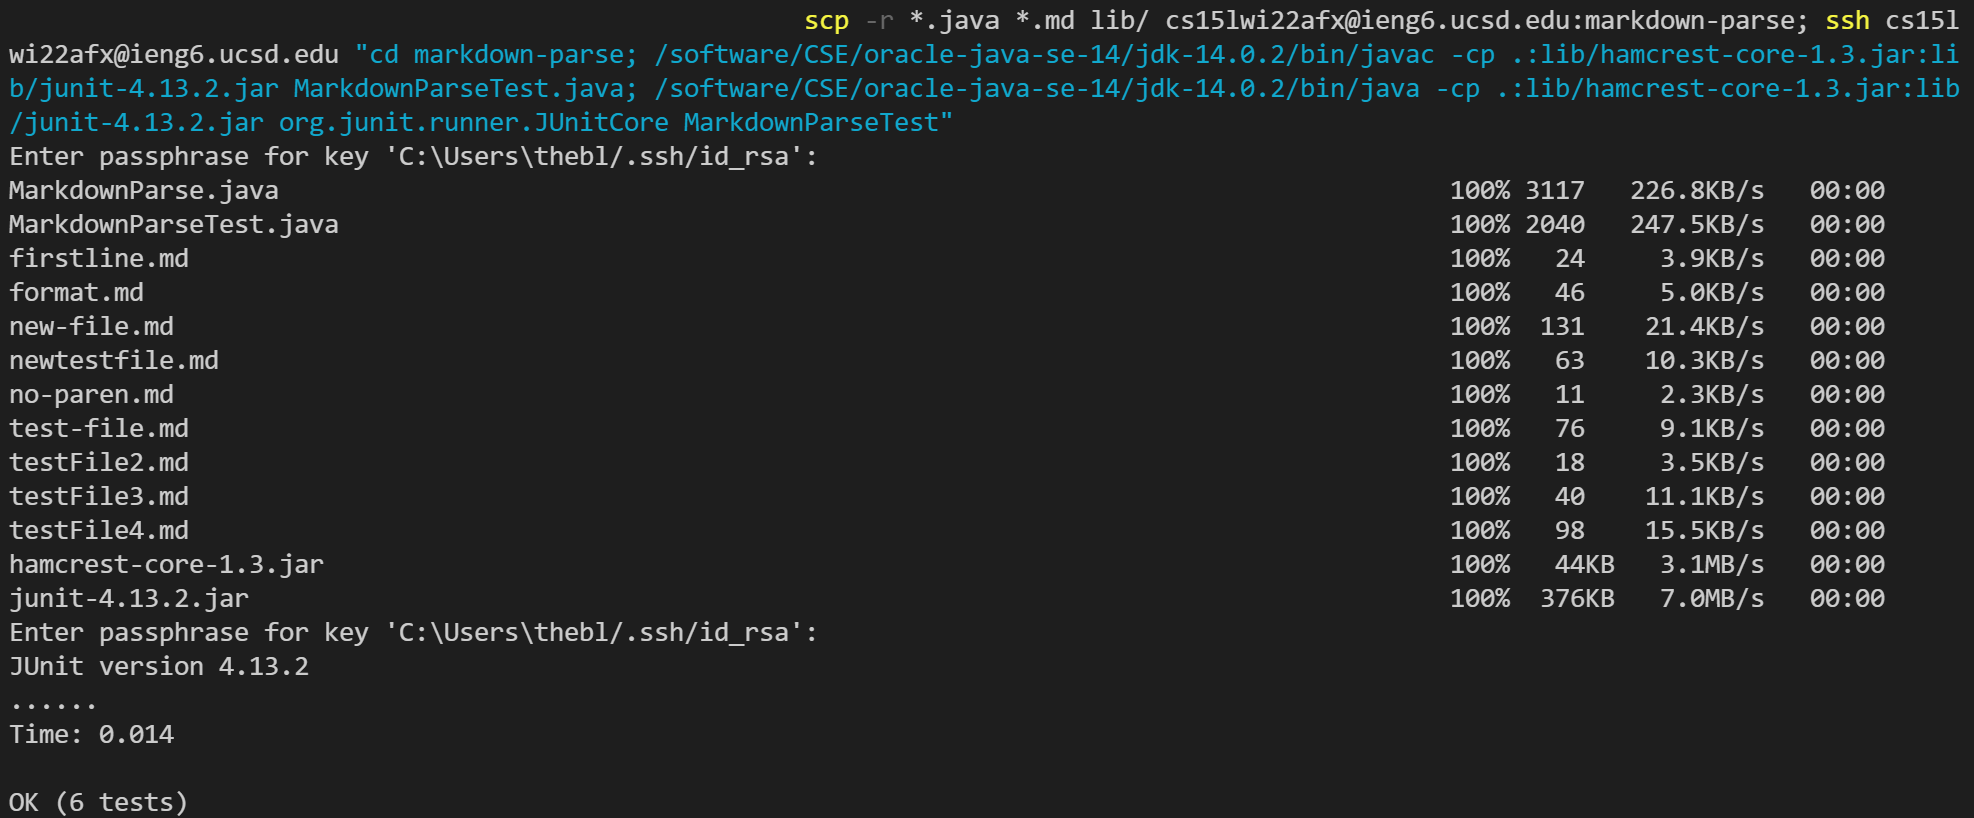 scp -r *.java *.md lib/ cs15lwi22afx@ieng6.ucsd.edu:markdown-parse; ssh cs15l
wi22afx@ieng6.ucsd.edu "cd markdown-parse; /software/CSE/oracle-java-se-14/jdk-14.0.2/bin/javac -cp .:lib/hamcrest-core-1.3.jar:li
b/junit-4.13.2.jar MarkdownParseTest.java; /software/CSE/oracle-java-se-14/jdk-14.0.2/bin/java -cp .:lib/hamcrest-core-1.3.jar:lib
/junit-4.13.2.jar org.junit.runner.JUnitCore MarkdownParseTest"
Enter passphrase for key 'C:\Users\thebl/.ssh/id_rsa':
MarkdownParse.java 100% 3117 226.8KB/s 00:00
MarkdownParseTest.java 100% 2040 247.5KB/s 00:00
firstline.md 100% 24 3.9KB/s 00:00
format.md 100% 46 5.0KB/s 00:00
new-file.md 100% 131 21.4KB/s 00:00
newtestfile.md 100% 63 10.3KB/s 00:00
no-paren.md 100% 11 2.3KB/s 00:00
test-file.md 100% 76 9.1KB/s 00:00
testFile2.md 100% 18 3.5KB/s 00:00
testFile3.md 100% 40 11.1KB/s 00:00
testFile4.md 100% 98 15.5KB/s 00:00
hamcrest-core-1.3.jar 100% 44KB 3.1MB/s 00:00
junit-4.13.2.jar 100% 376KB 7.0MB/s 00:00
Enter passphrase for key 'C:\Users\thebl/.ssh/id_rsa':
JUnit version 4.13.2
......
Time: 0.014
OK (6 tests)